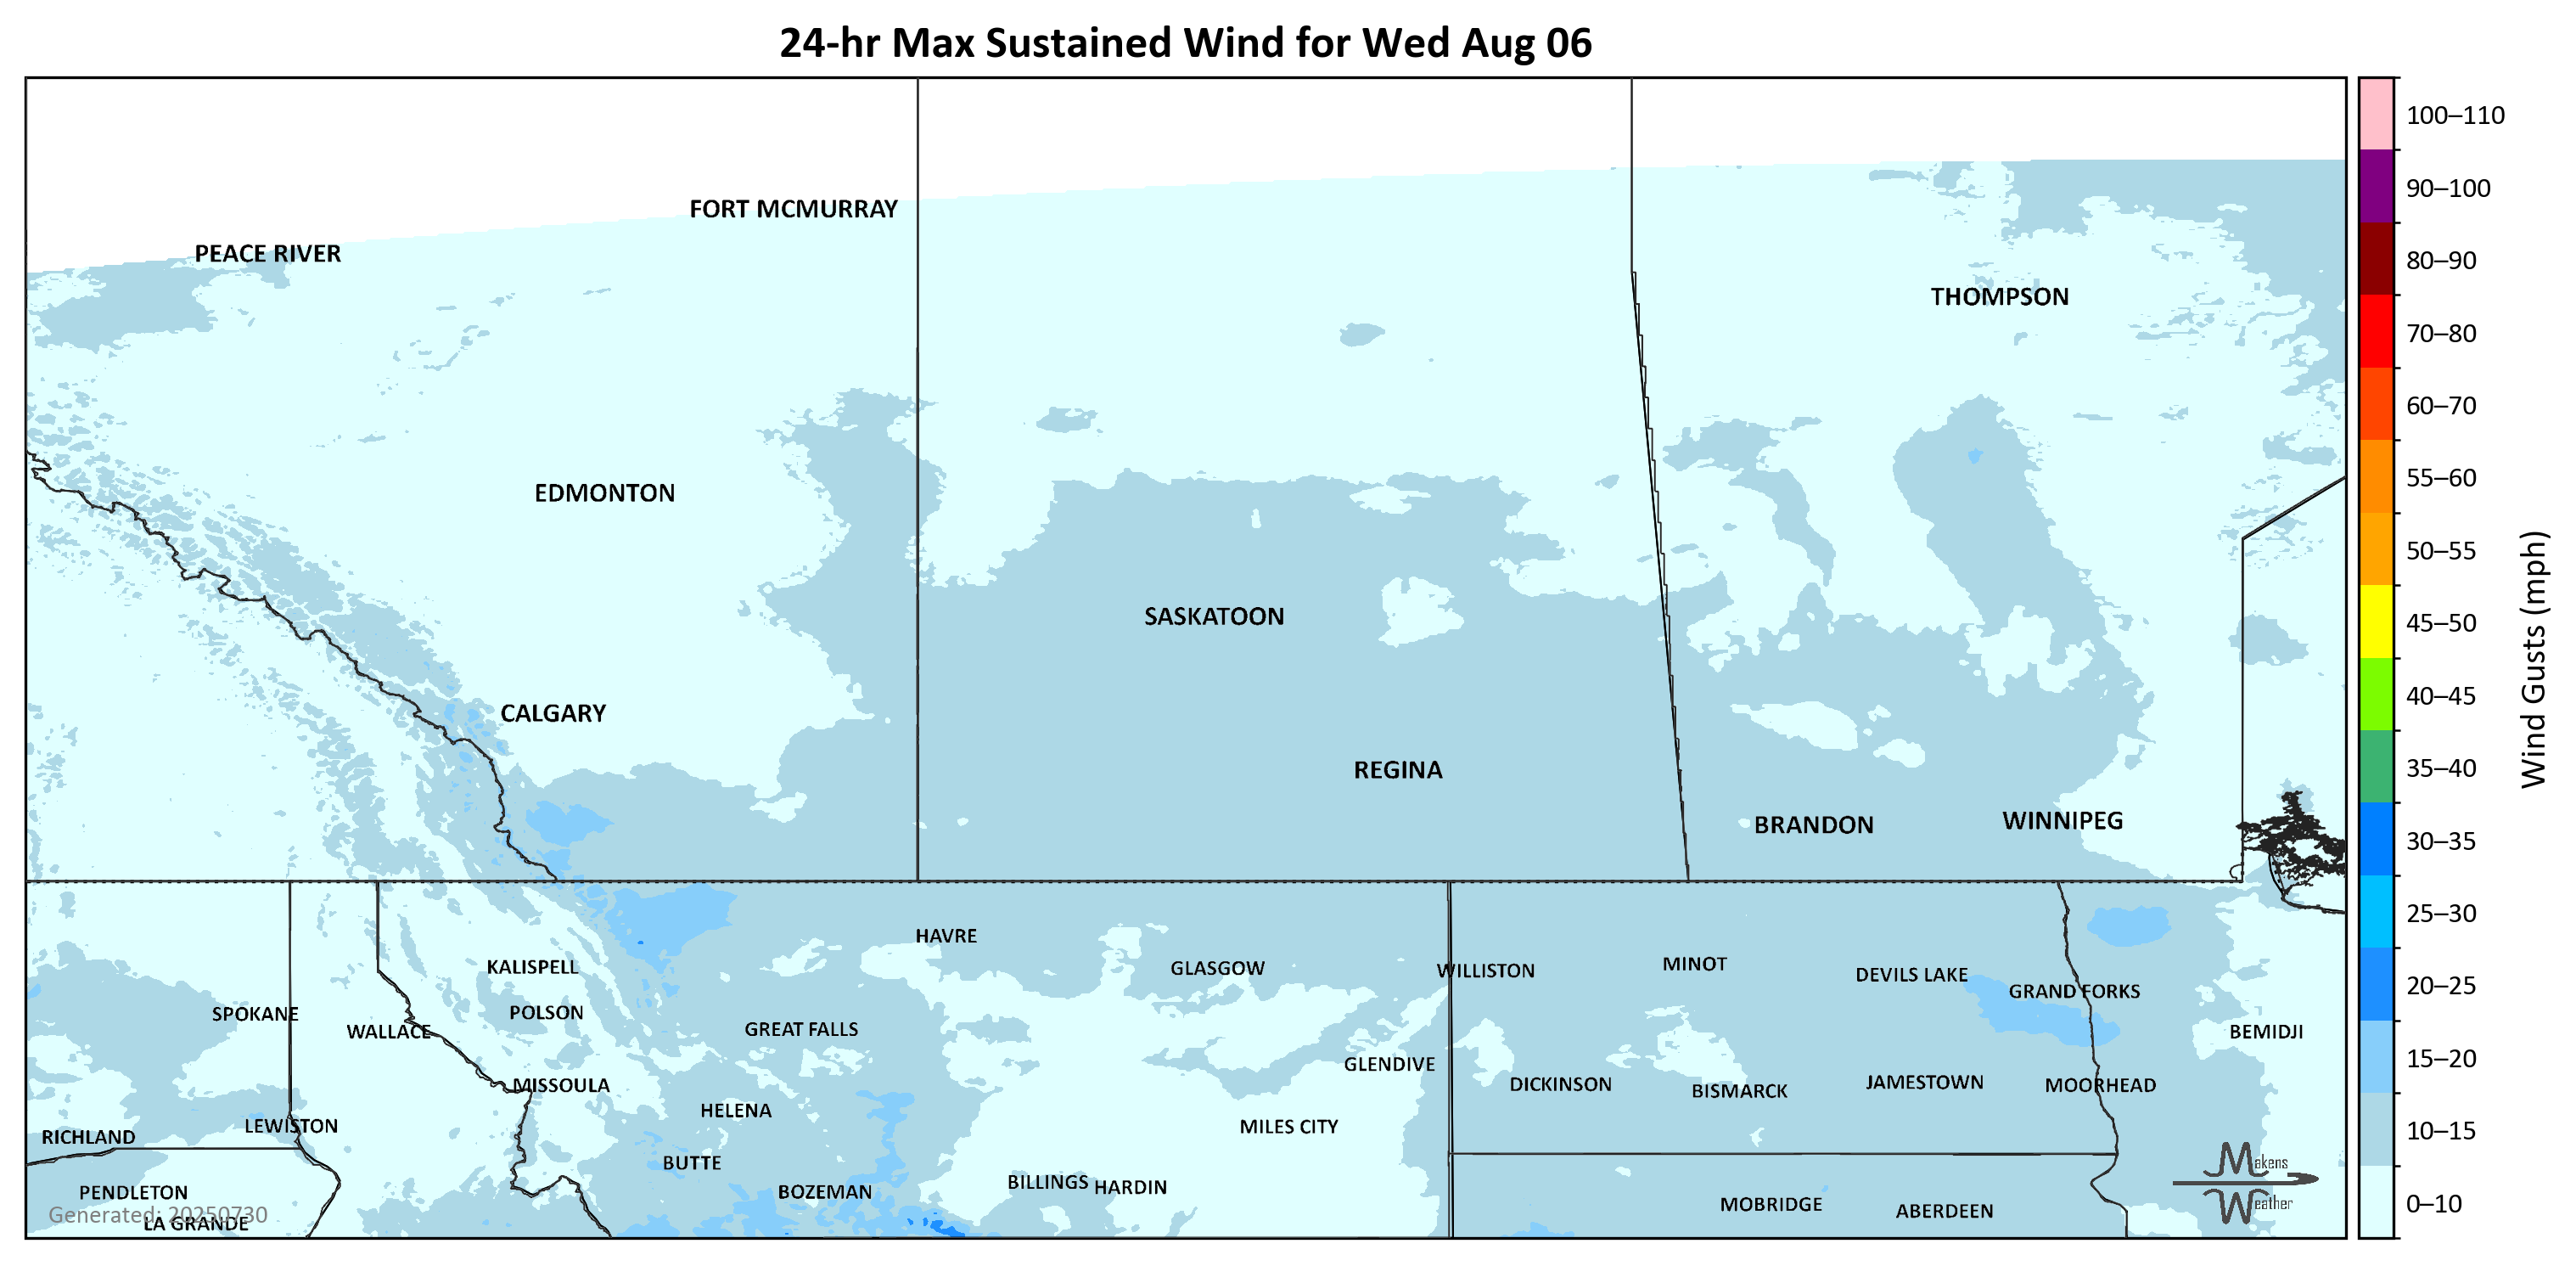 24-hr Max Sustained Wind for Wed Aug 06
100–110
90–100
80–90
70–80
60–70
55–60
50–55
45–50
40–45
35–40
30–35
25–30
20–25
15–20
10–15
0–10
Wind Gusts (mph)
FORT MCMURRAY
PEACE RIVER
THOMPSON
EDMONTON
SASKATOON
CALGARY
REGINA
BRANDON
WINNIPEG
HAVRE
KALISPELL
GLASGOW
WILLISTON
MINOT
DEVILS LAKE
GRAND FORKS
SPOKANE
POLSON
WALLACE
GREAT FALLS
BEMIDJI
GLENDIVE
MISSOULA
DICKINSON
BISMARCK
JAMESTOWN
MOORHEAD
HELENA
LEWISTON
MILES CITY
RICHLAND
BUTTE
BILLINGS
HARDIN
PENDLETON
BOZEMAN
MOBRIDGE
ABERDEEN
Generated: 20250730
LA GRANDE
Makens
Weather